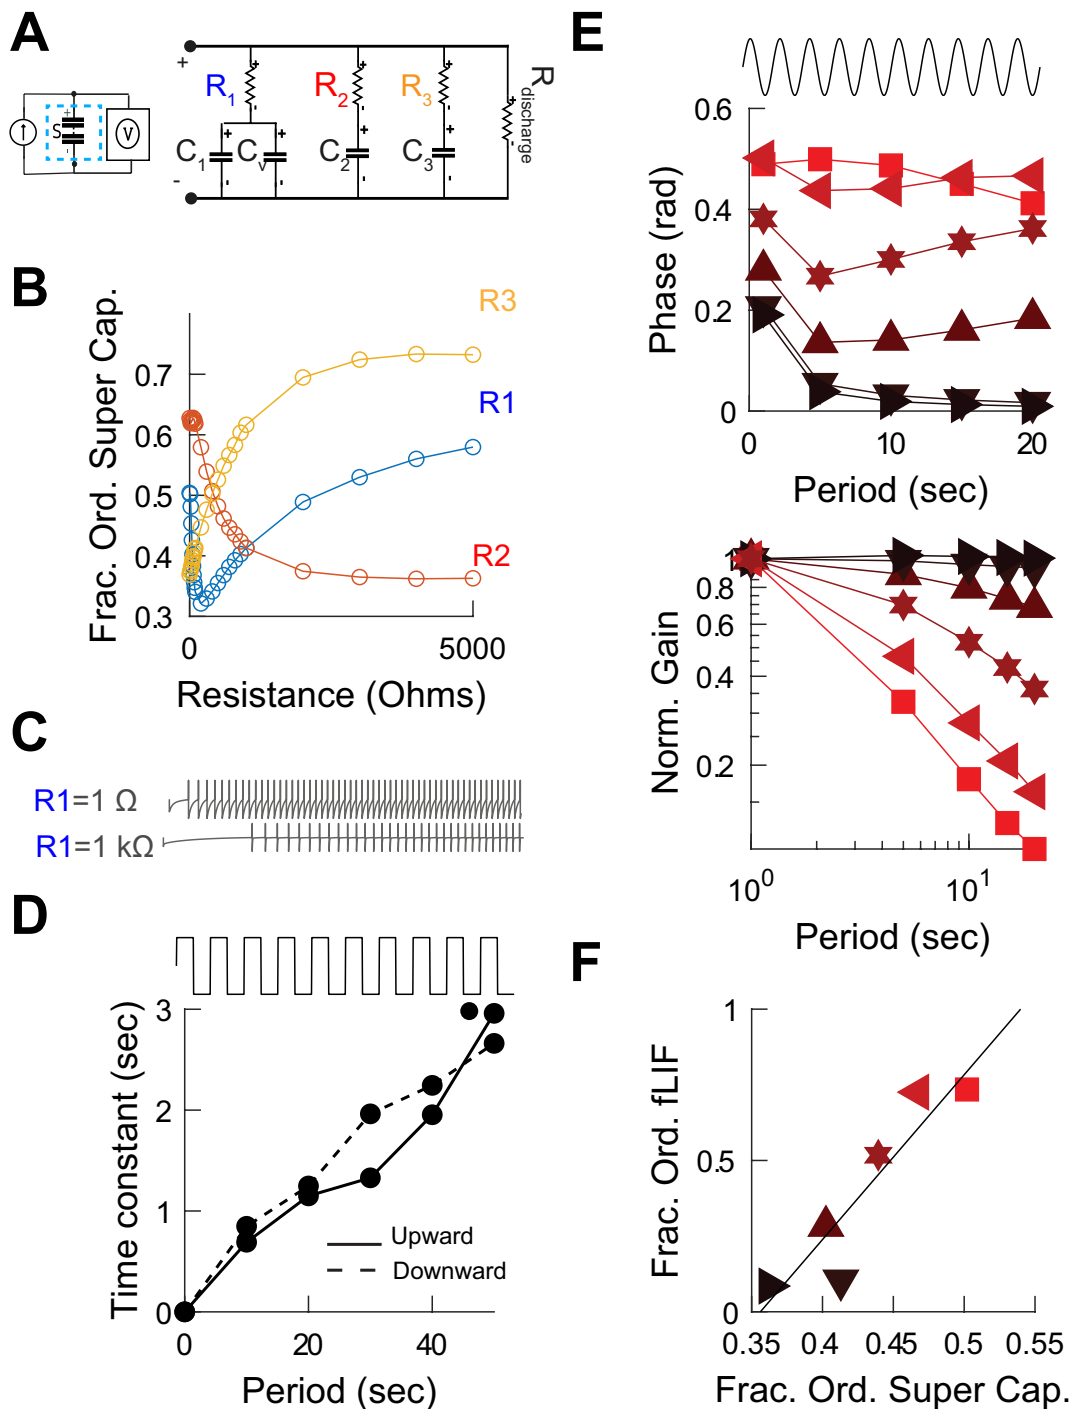 A
S
V
+
-
R1
R2
R3
Rdischarge
C1
Cv
C2
C3
B
Frac. Ord. Super Cap.
0.7
0.6
0.5
0.4
0.3
0
5000
R3
R1
R2
Resistance (Ohms)
C
R1=1 Ω
R1=1 kΩ
D
Time constant (sec)
3
2
1
0
0
20
40
Upward
Downward
Period (sec)
E
Phase (rad)
0.6
0.4
0.2
0
0
10
20
Period (sec)
Norm. Gain
1
0.8
0.6
0.4
0.2
10⁰
10¹
Period (sec)
F
Frac. Ord. fLIF
1
0.5
0
0.35
0.4
0.45
0.5
0.55
Frac. Ord. Super Cap.